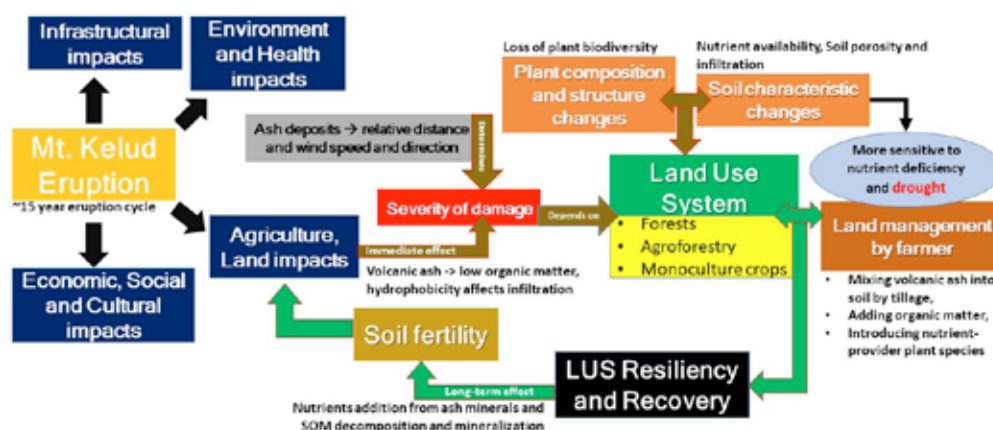 Infrastructural
impacts
Environment
and Health
impacts
Mt. Kelud
Eruption
~15 year eruption cycle
Economic, Social
and Cultural
impacts
Agriculture,
Land impacts
Ash deposits → relative distance
and wind speed and direction
Determines
Severity of damage
Immediate effect
Volcanic ash -> low organic matter,
hydrophobicity affects infiltration
Depends on
Loss of plant biodiversity
Plant composition
and structure
changes
Nutrient availability, Soil porosity and
infiltration
Soil characteristic
changes
More sensitive to
nutrient deficiency
and drought
Land Use
System
• Forests
• Agroforestry
• Monoculture crops
Land management
by farmer
• Mixing volcanic ash into
soil by tillage,
• Adding organic matter,
• Introducing nutrient-
provider plant species
Soil fertility
Long-term effect
LUS Resiliency
and Recovery
Nutrients addition from ash minerals and
SOM decomposition and mineralization